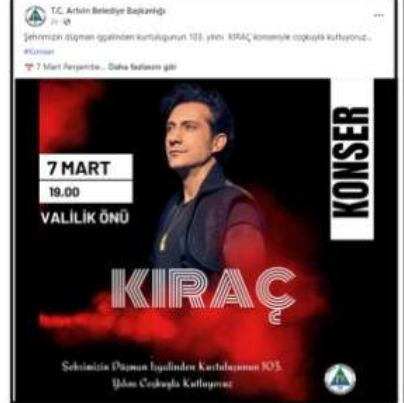 T.C. Artvin Belediye Başkanlığı
Şehrimizin düşman işgalinden kurtuluşunun 103. yılını KIRAÇ konseriyle coşkuyla kutluyoruz...
#Konser
7 Mart Perşembe... Daha fazlasını gör
KONSER
7 MART
19.00
VALİLİK ÖNÜ
KIRAÇ
Şehrimizin Düşman İşgalinden Kurtuluşunun 103.
Yılını Coşkuyla Kutluyoruz